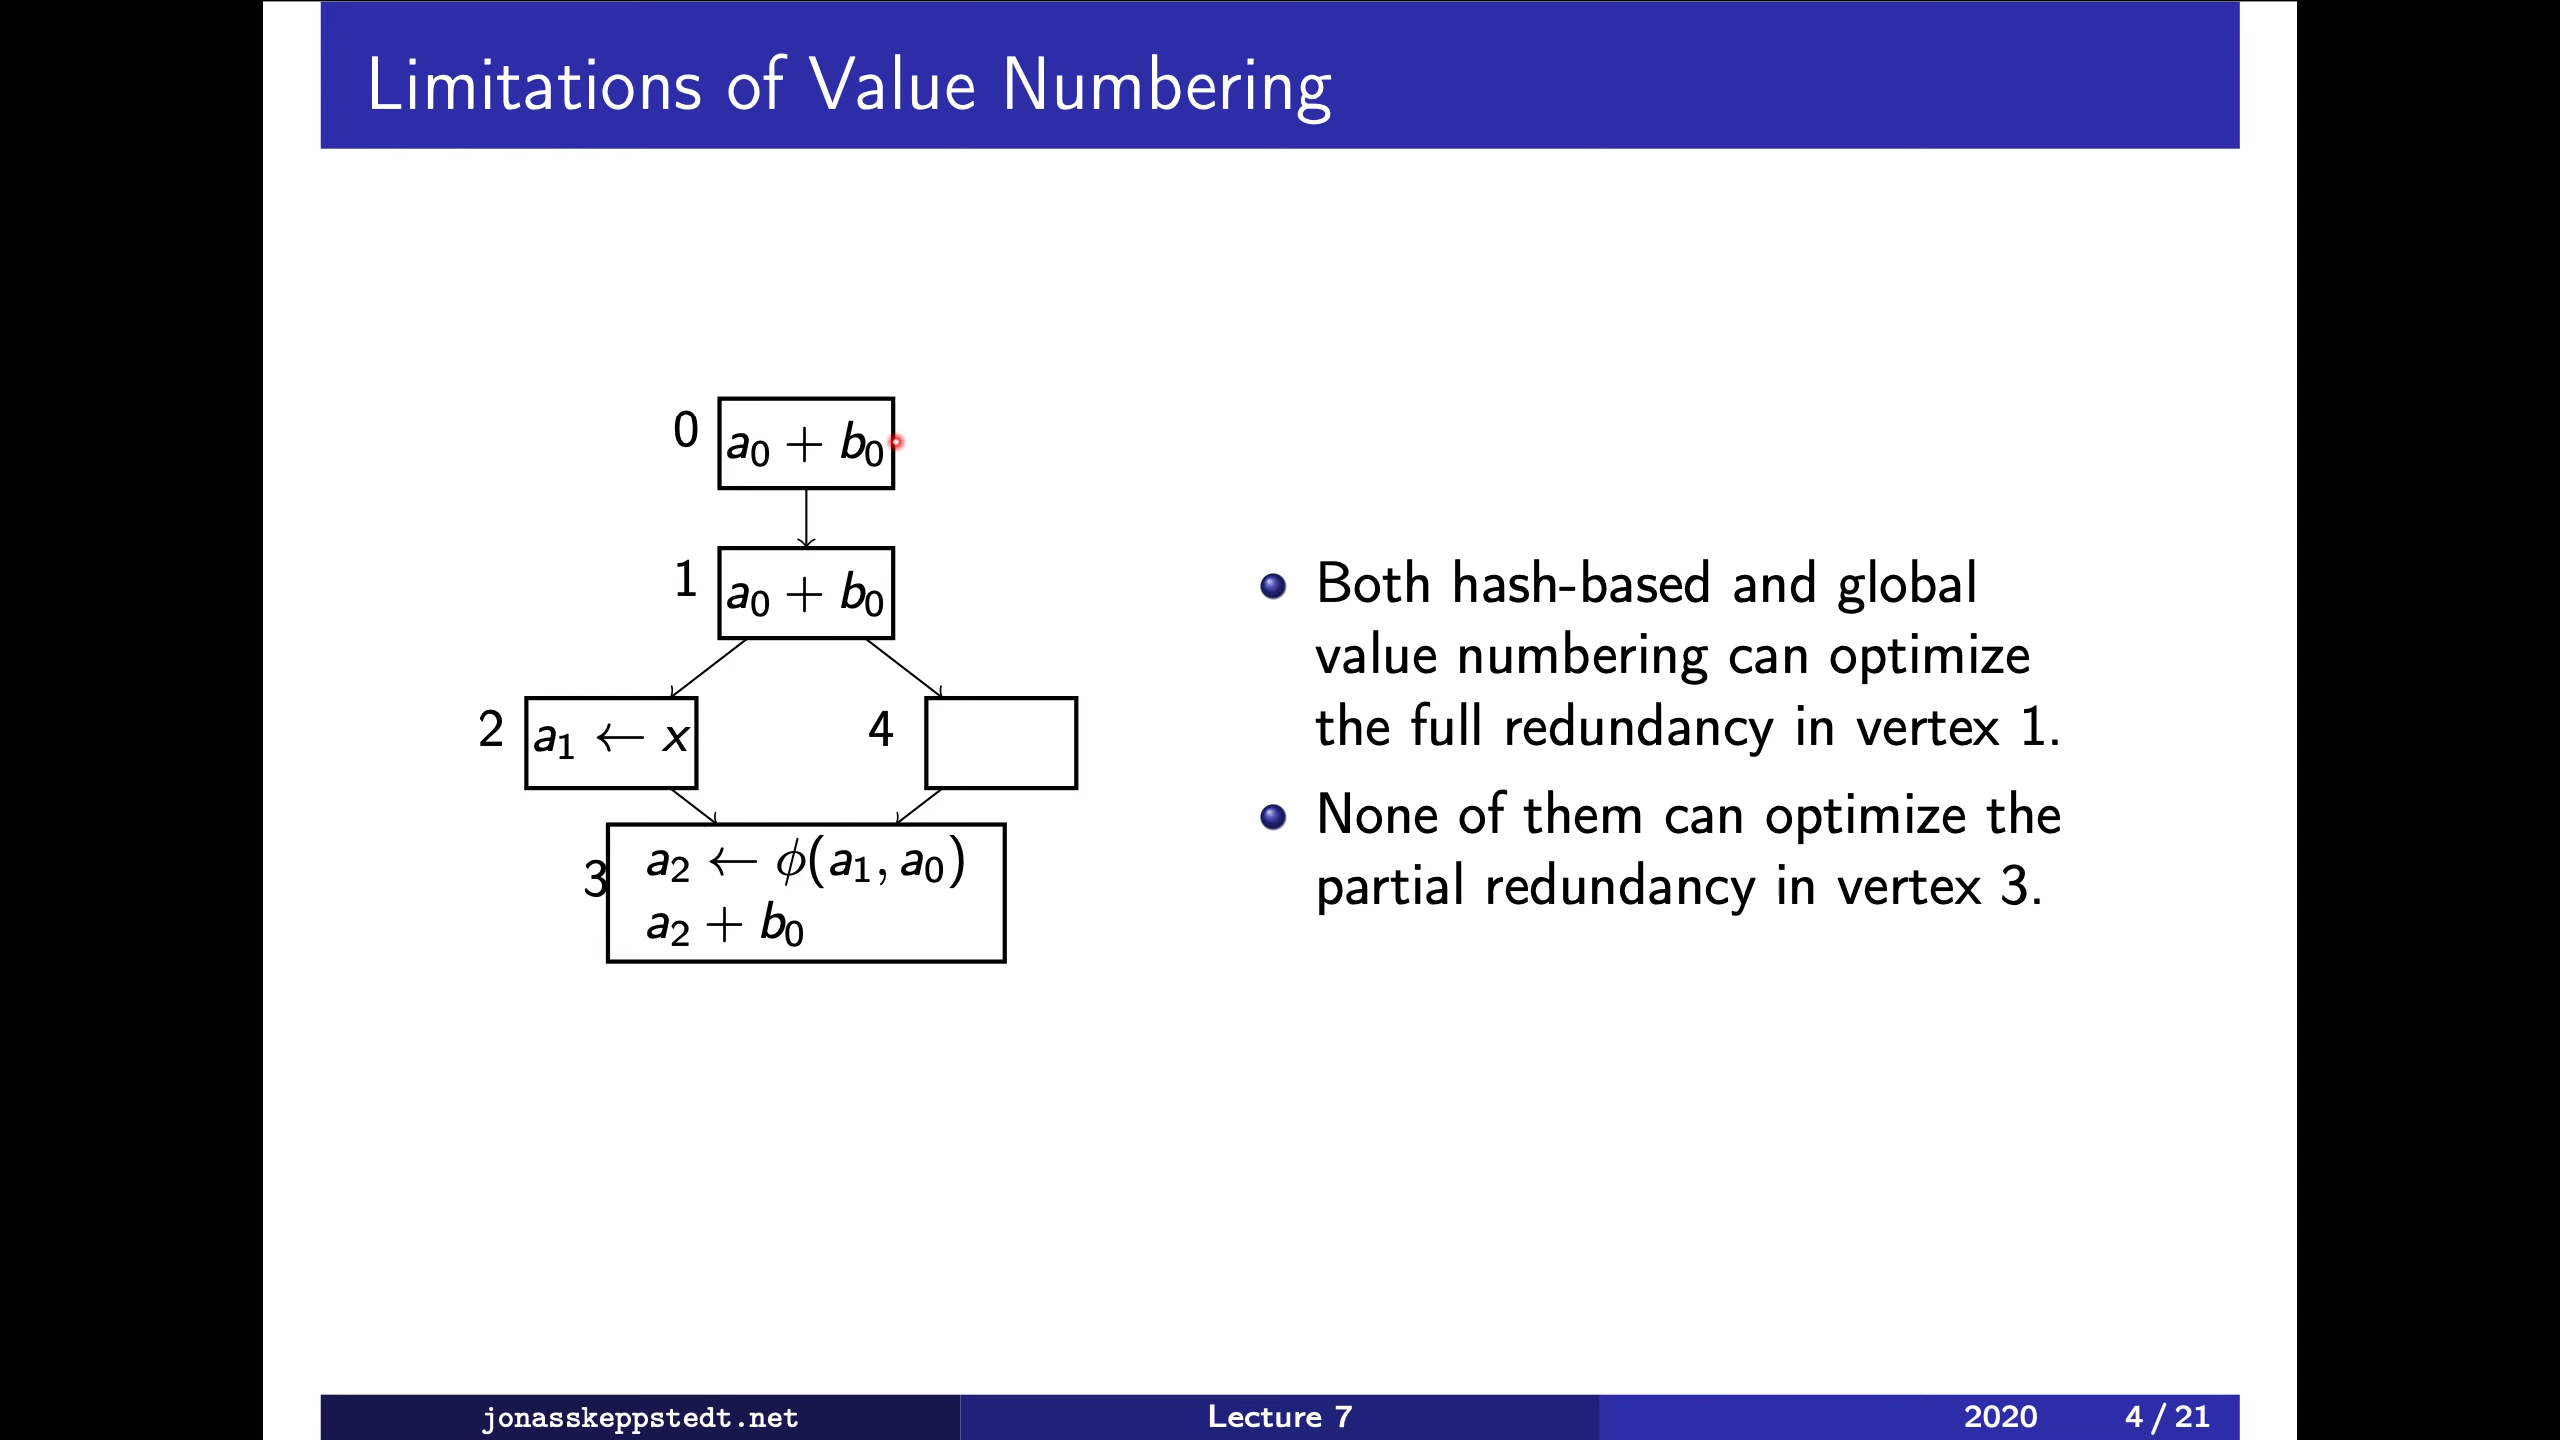 Limitations of Value Numbering
0
a₀ + b₀
1
a₀ + b₀
2
a₁ ← x
4
3
a₂ ← ϕ(a₁, a₀)
a₂ + b₀
Both hash-based and global
value numbering can optimize
the full redundancy in vertex 1.
None of them can optimize the
partial redundancy in vertex 3.
jonasskeppstedt.net
Lecture 7
2020
4 / 21